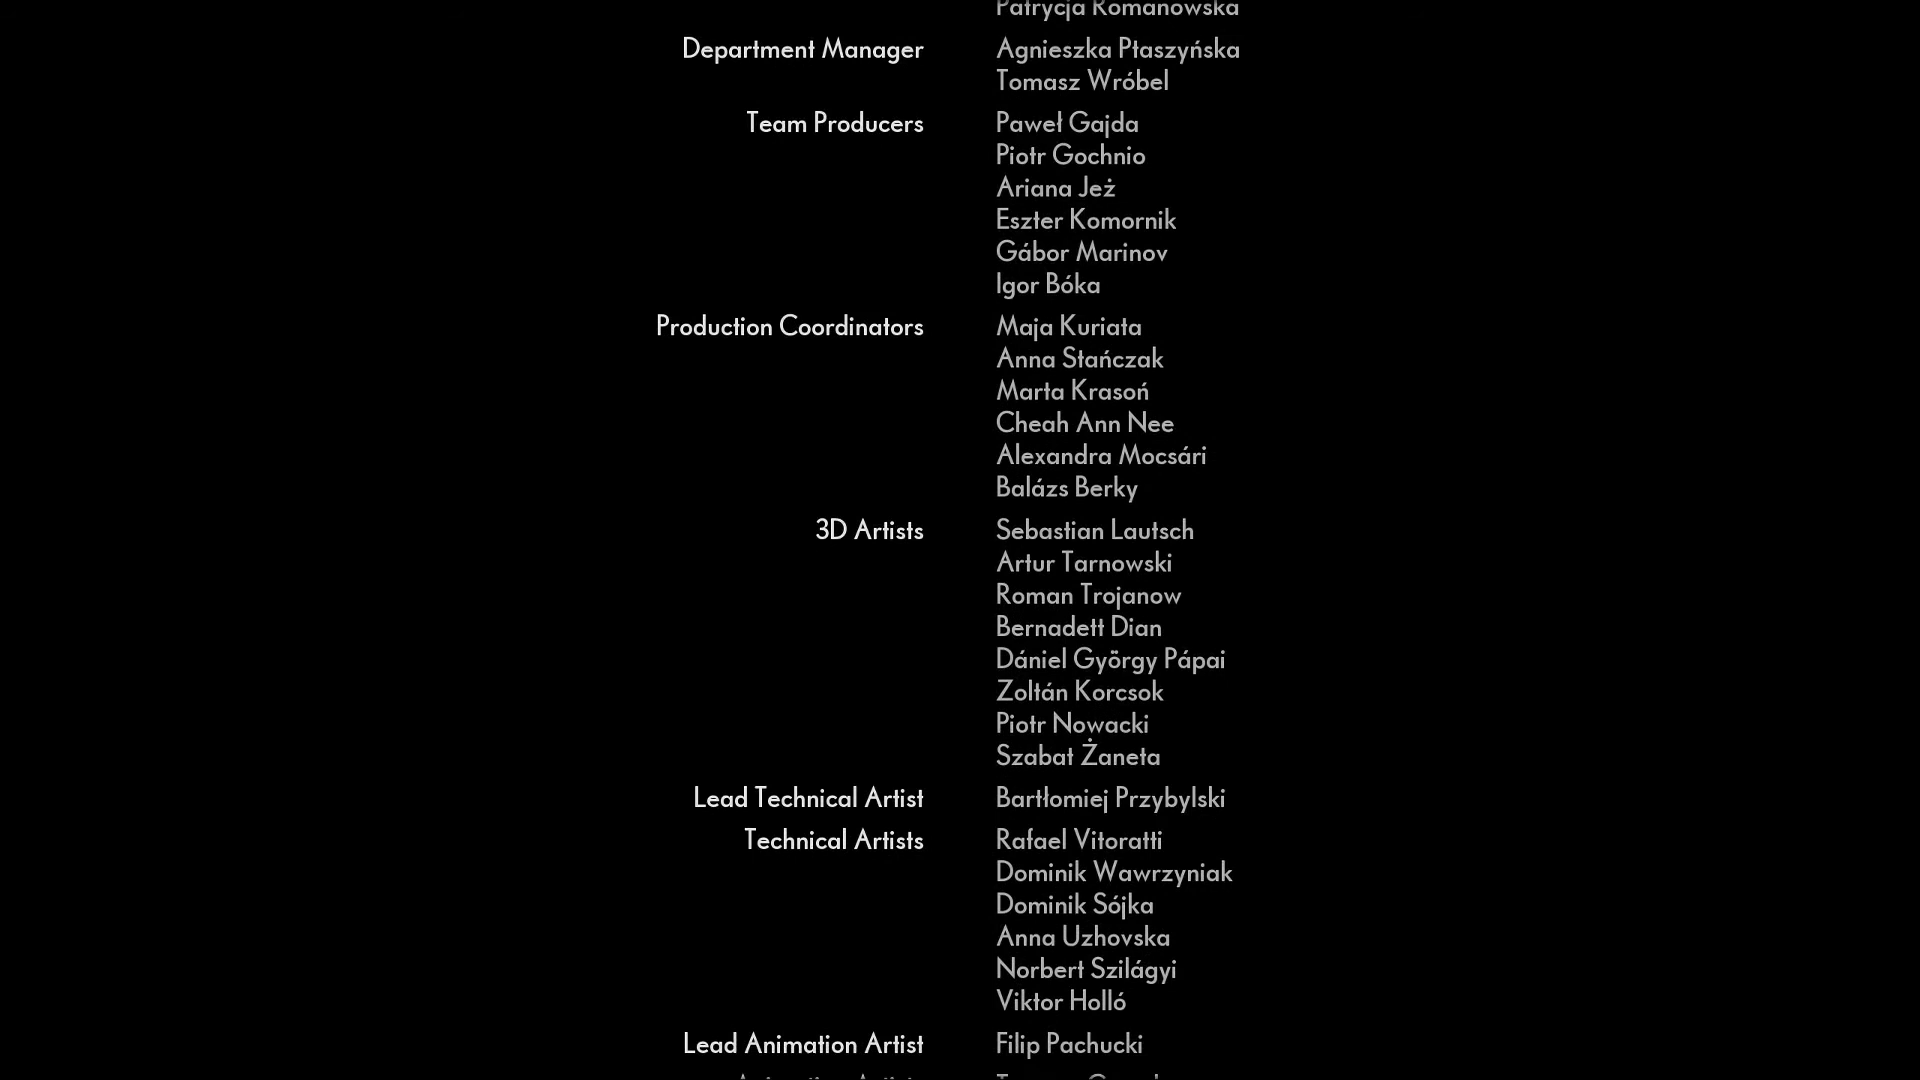 Patrycja Romanowska
Department Manager Agnieszka Ptaszyńska
Tomasz Wróbel
Team Producers Paweł Gajda
Piotr Gochnio
Ariana Jeż
Eszter Komornik
Gábor Marinov
Igor Bóka
Production Coordinators Maja Kuriata
Anna Stańczak
Marta Krasoń
Cheah Ann Nee
Alexandra Mocsári
Balázs Berky
3D Artists Sebastian Lautsch
Artur Tarnowski
Roman Trojanow
Bernadett Dian
Dániel György Pápai
Zoltán Korcsok
Piotr Nowacki
Szabat Żaneta
Lead Technical Artist Bartłomiej Przybylski
Technical Artists Rafael Vitoratti
Dominik Wawrzyniak
Dominik Sójka
Anna Uzhovska
Norbert Szilágyi
Viktor Holló
Lead Animation Artist Filip Pachucki